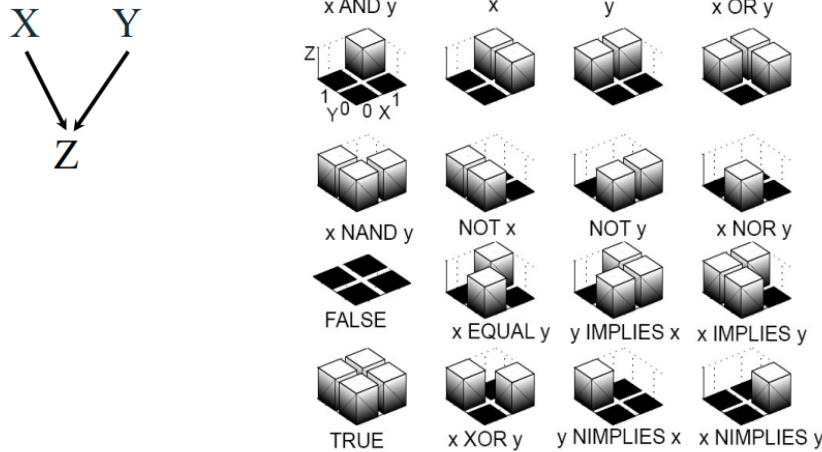 X Y
Z
x AND y x y x OR y
Z
1 Y 0 0 X 1
x NAND y NOT x NOT y x NOR y
FALSE x EQUAL y y IMPLIES x x IMPLIES y
TRUE x XOR y y NIMPLIES x x NIMPLIES y